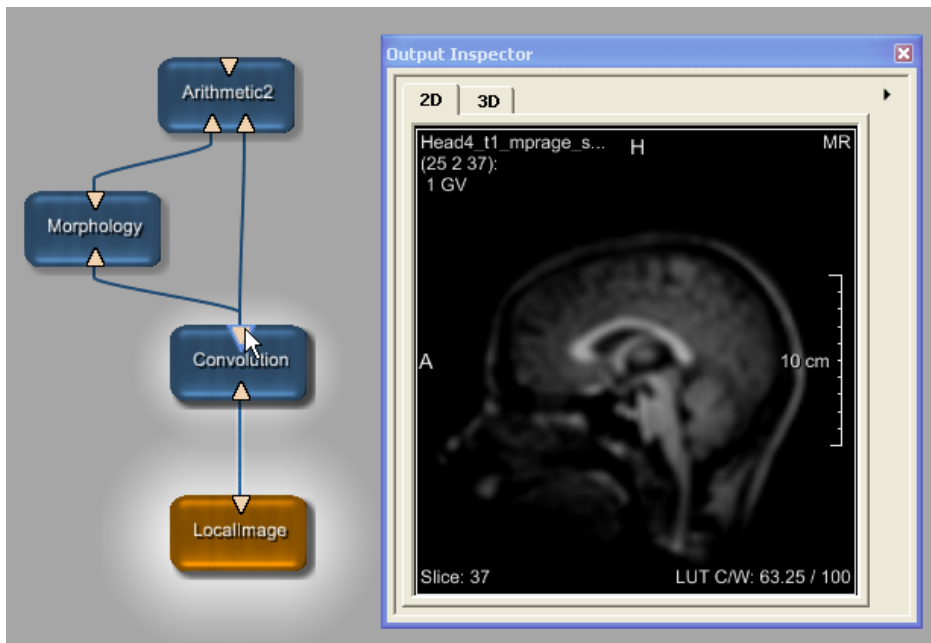 Arithmetic2
Morphology
Convolution
LocalImage
Output Inspector
2D
3D
Head4_t1_mprage_s...
H
MR
(25 2 37):
1 GV
A
10 cm
Slice: 37
LUT C/W: 63.25 / 100